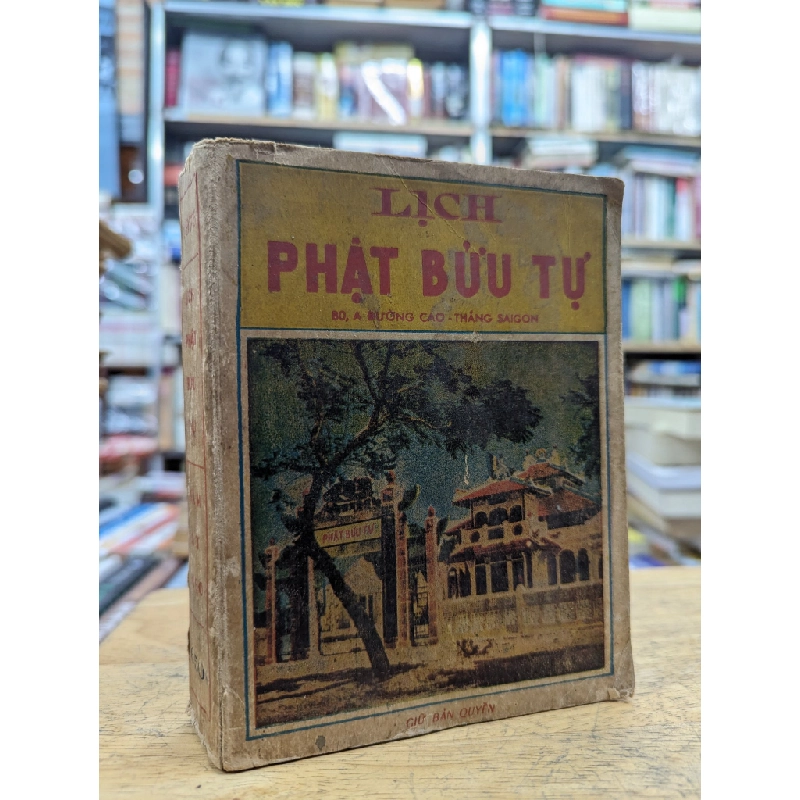 LịCH
PHẬT BỬU TỰ
80, A ĐƯỜNG CAO - THẮNG SAIGON
PHẬT BỬU TỰ
GIỮ BẢN QUYỀN